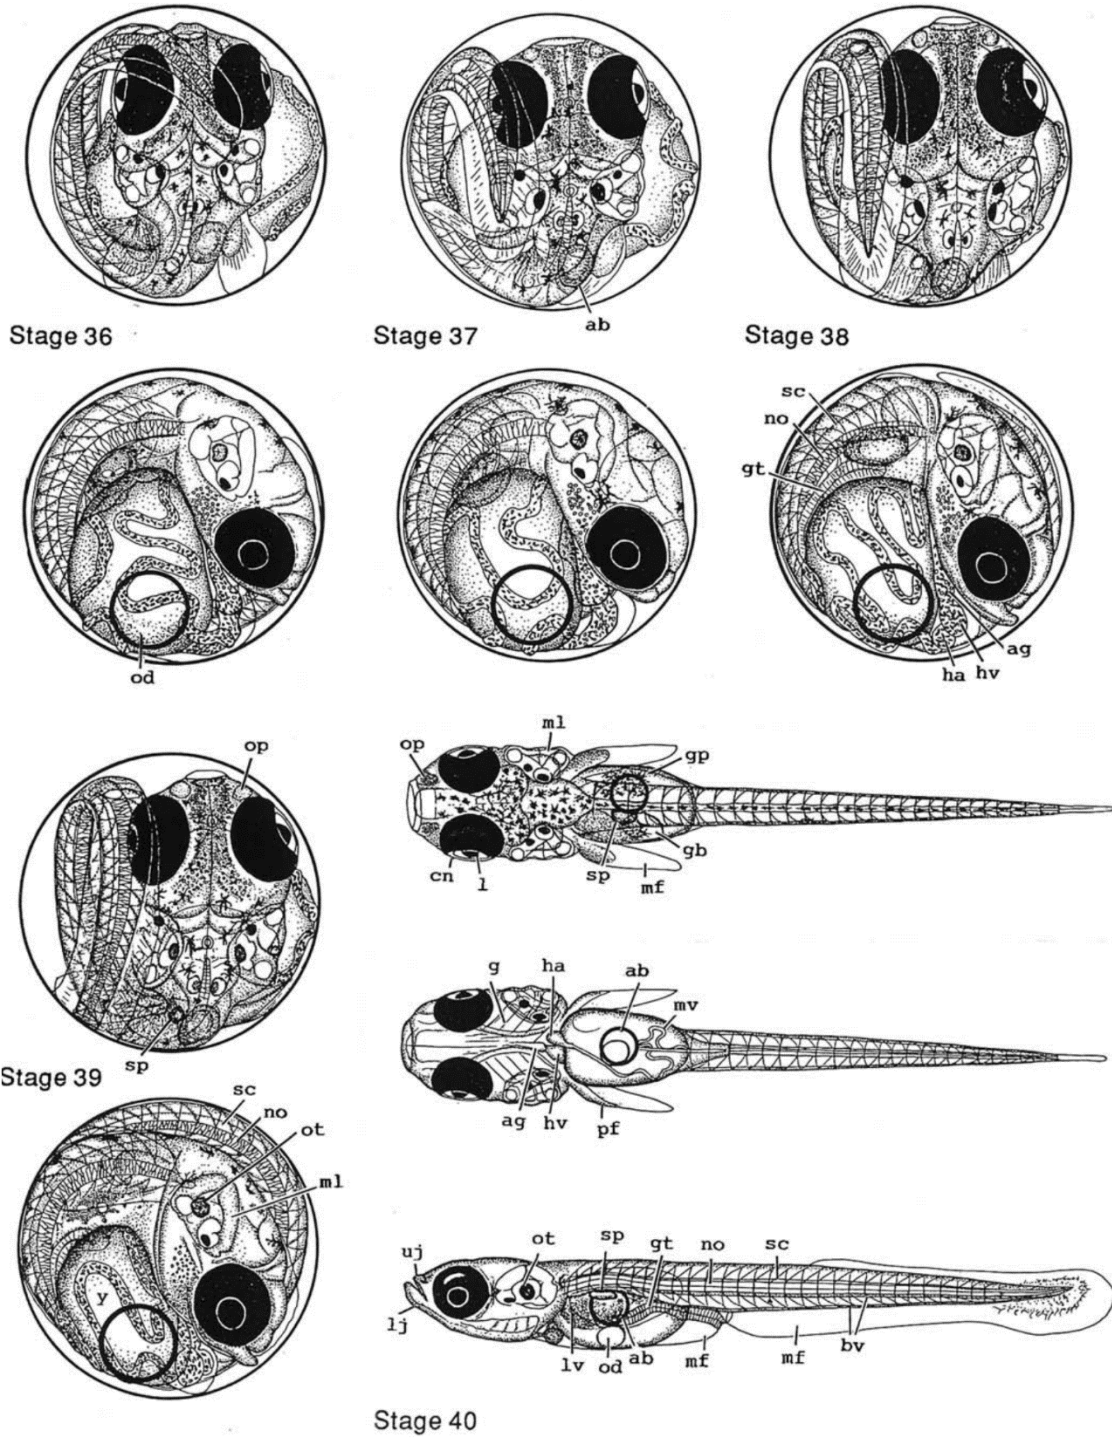 ab
Stage 36
Stage 37
Stage 38
sc
no
gt
od
ag
ha hv
op
sp
Stage 39
op
ml
gp
cn
l
sp
mf
gb
g
ha
ab
mv
ag
hv
pf
sc
no
ot
ml
y
uj
lj
ot
sp
gt
no
sc
lv
od
ab
mf
mf
bv
Stage 40